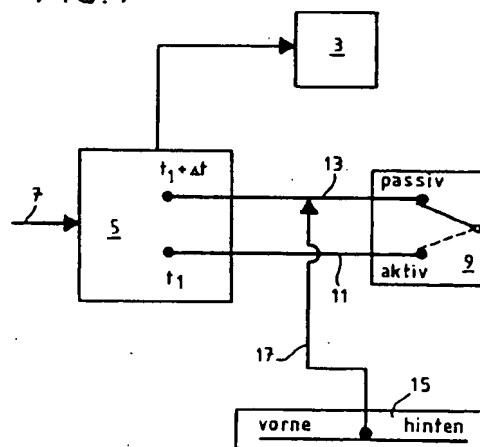 3
t₁ + Δt
13
passiv
7
5
9
t₁
11
aktiv
17
15
vorne hinten